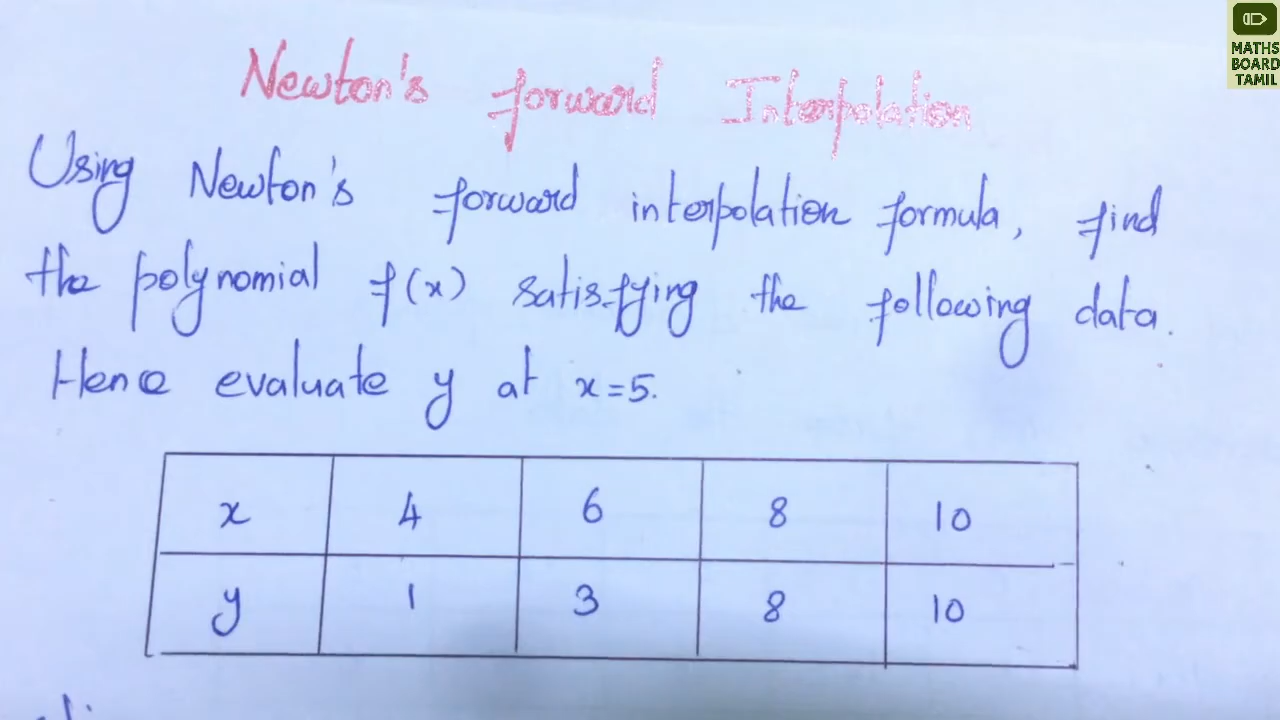 MATHS
BOARD
TAMIL
Newton's forward Interpolation
Using Newton's forward interpolation formula, find
the polynomial f(x) satisfying the following data.
Hence evaluate y at x=5.
x 4 6 8 10
y 1 3 8 10